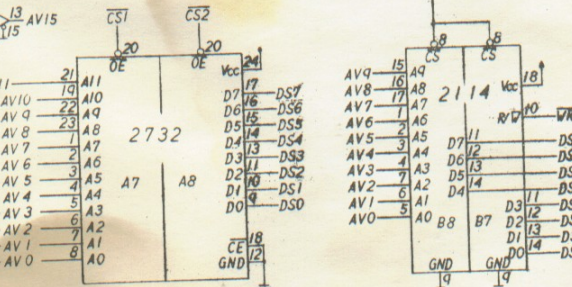 13 AV15
15
CS1 CS2
20 20
OE OE
24 Vcc
21 A11
AV10 19 A10
AV9 22 A9
AV8 23 A8
AV7 1 A7
AV6 2 A6
AV5 3 A5
AV4 4 A4
AV3 5 A3
AV2 6 A2
AV1 7 A1
AV0 8 A0
2732
A7 A8
D7 17 DS7
D6 16 DS6
D5 15 DS5
D4 14 DS4
D3 13 DS3
D2 11 DS2
D1 10 DS1
D0 9 DS0
CE 18
GND 12
8 8
CS CS
Vcc 18
R/W 10
AV9 15 A9
AV8 16 A8
AV7 17 A7
AV6 1 A6
AV5 2 A5
AV4 3 A4
AV3 4 A3
AV2 7 A2
AV1 6 A1
AV0 5 A0
2114
D7 11
D6 12
D5 13
D4 14
B8 B7
D3 11
D2 12
D1 13
D0 14
GND GND
9 9